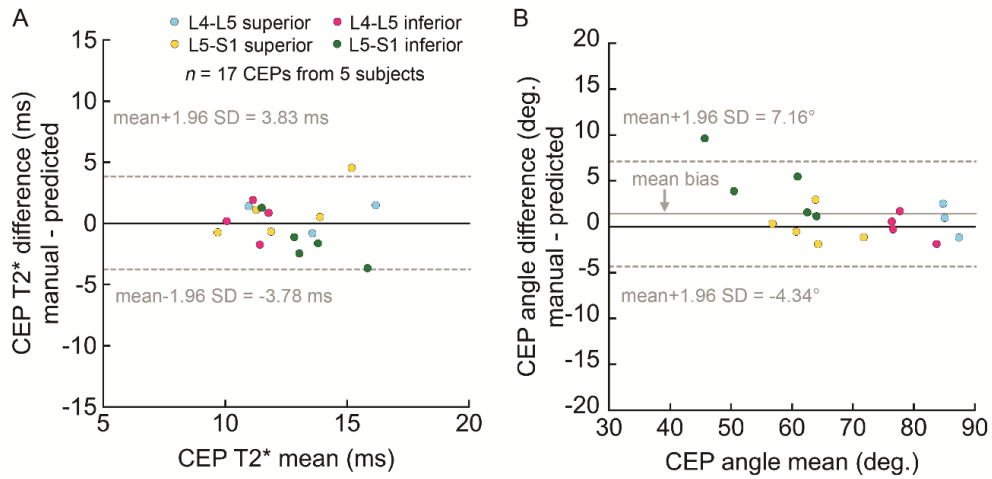 A
L4-L5 superior
L4-L5 inferior
L5-S1 superior
L5-S1 inferior
n = 17 CEPs from 5 subjects
mean+1.96 SD = 3.83 ms
mean-1.96 SD = -3.78 ms
15
10
5
0
-5
-10
-15
5
10
15
20
CEP T2* difference (ms)
manual - predicted
CEP T2* mean (ms)
B
mean+1.96 SD = 7.16°
mean bias
mean+1.96 SD = -4.34°
20
15
10
5
0
-5
-10
-15
-20
30
40
50
60
70
80
90
CEP angle difference (deg.)
manual - predicted
CEP angle mean (deg.)